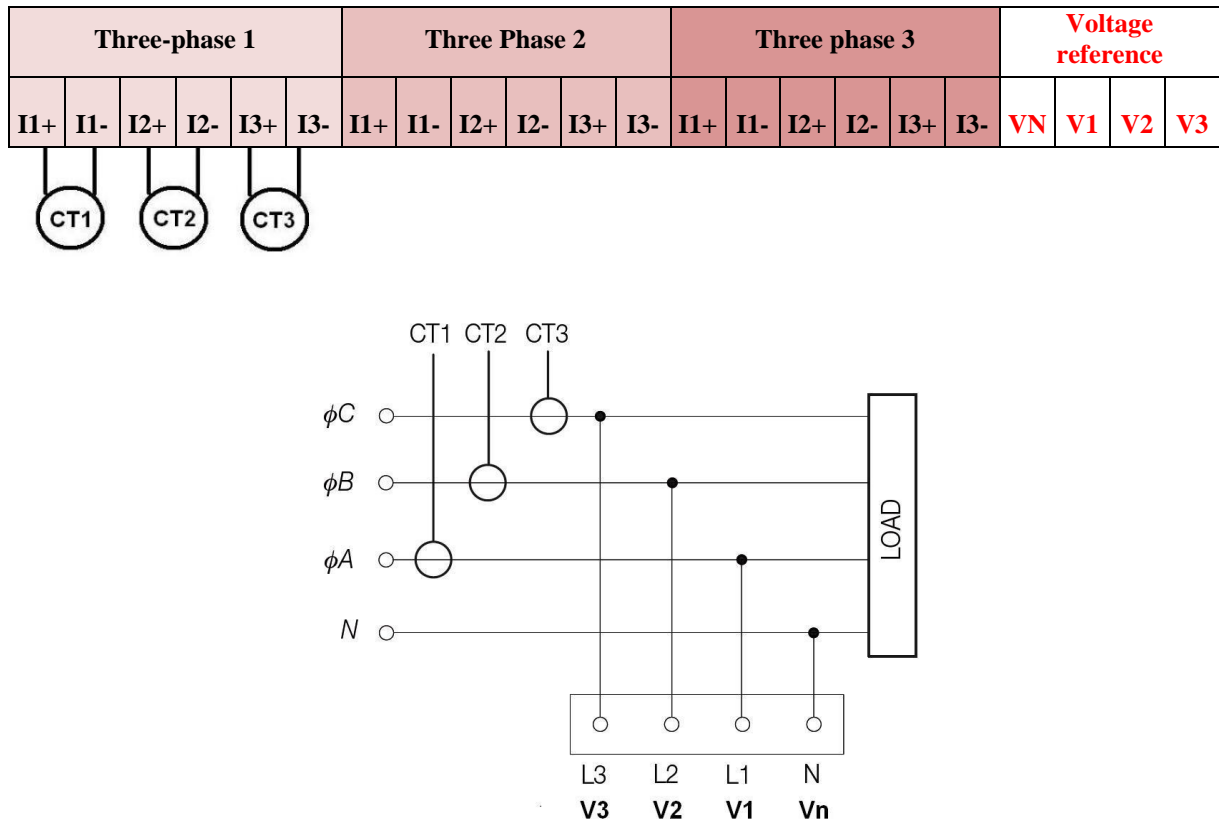 Three-phase 1 Three Phase 2 Three phase 3 Voltage
reference
I1+ I1- I2+ I2- I3+ I3- I1+ I1- I2+ I2- I3+ I3- I1+ I1- I2+ I2- I3+ I3- VN V1 V2 V3
CT1 CT2 CT3
CT1 CT2 CT3
ϕC
ϕB
ϕA
N
LOAD
L3 L2 L1 N
V3 V2 V1 Vn